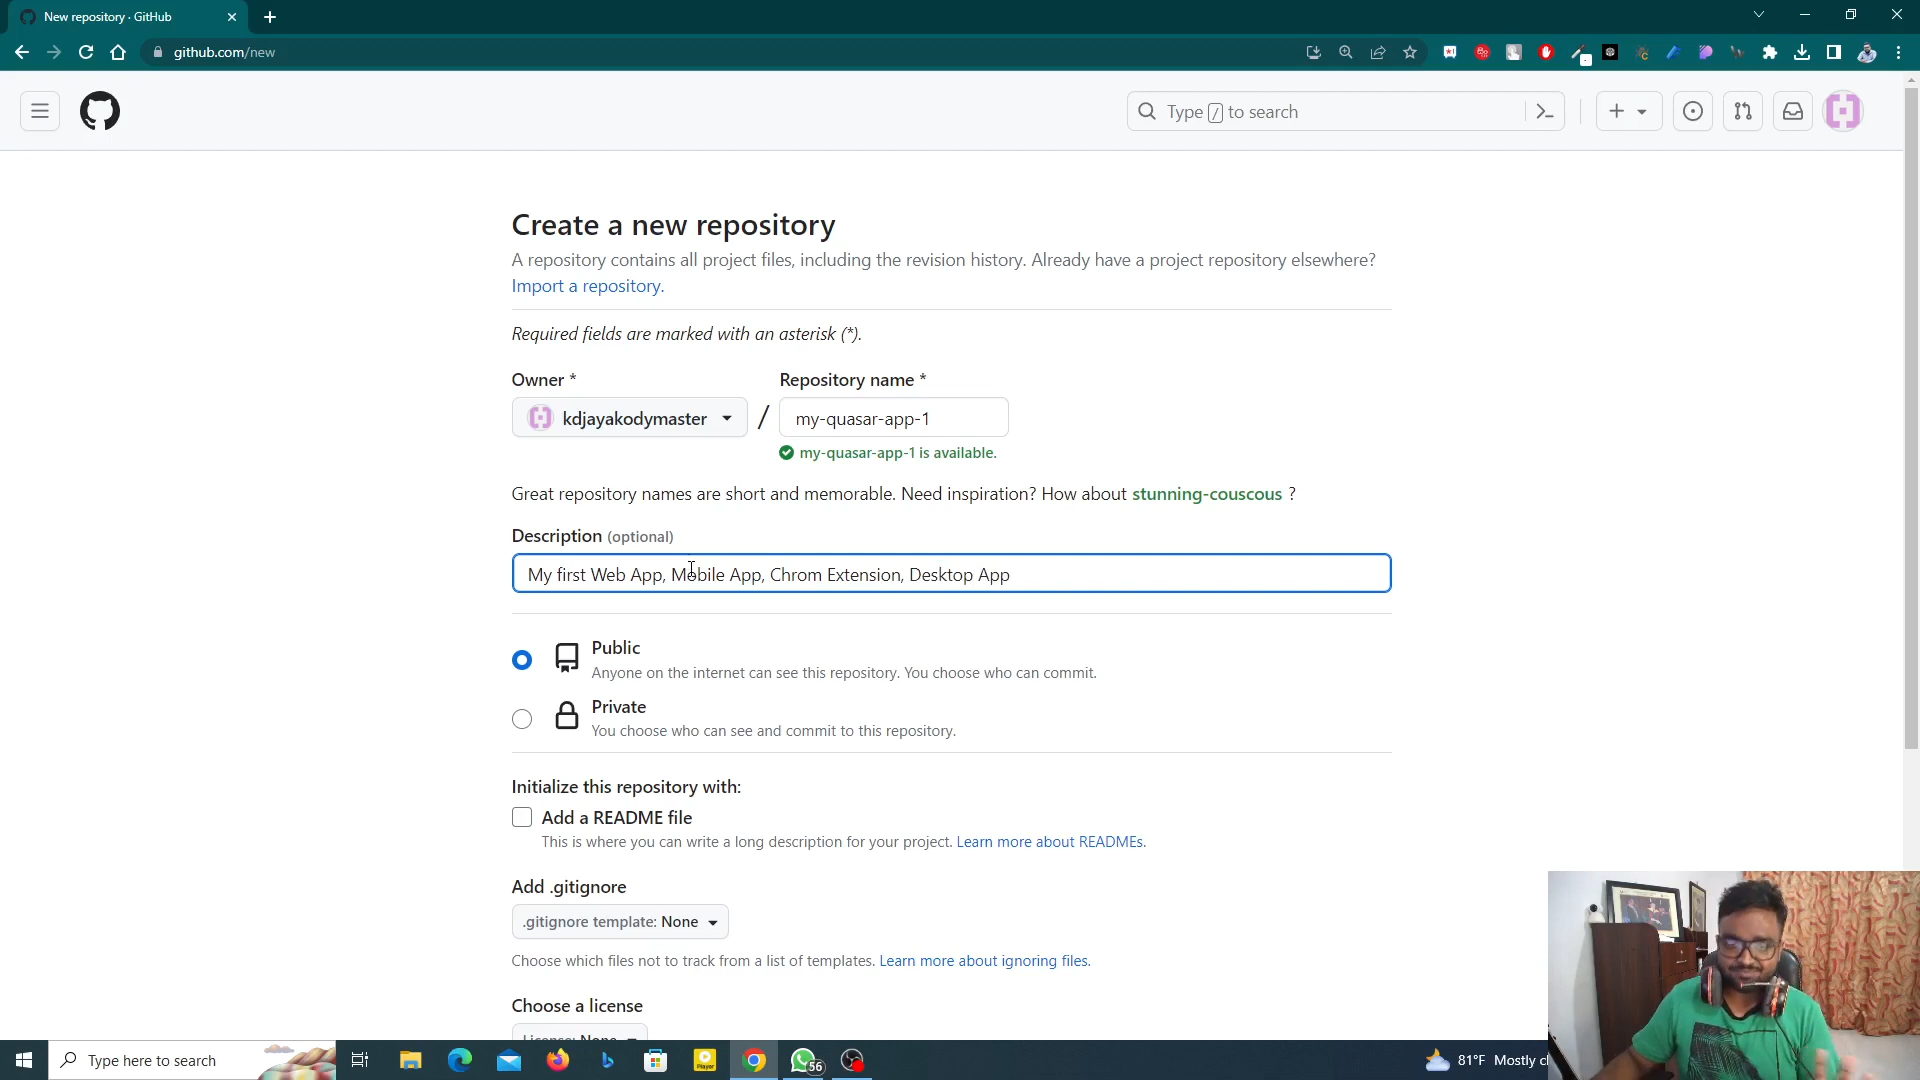 New repository · GitHub
github.com/new
Type / to search
Create a new repository
A repository contains all project files, including the revision history. Already have a project repository elsewhere?
Import a repository.
Required fields are marked with an asterisk (*).
Owner *
Repository name *
kdjayakodymaster
/
my-quasar-app-1
my-quasar-app-1 is available.
Great repository names are short and memorable. Need inspiration? How about stunning-couscous ?
Description (optional)
My first Web App, Mobile App, Chrom Extension, Desktop App
Public
Anyone on the internet can see this repository. You choose who can commit.
Private
You choose who can see and commit to this repository.
Initialize this repository with:
Add a README file
This is where you can write a long description for your project. Learn more about READMEs.
Add .gitignore
.gitignore template: None
Choose which files not to track from a list of templates. Learn more about ignoring files.
Choose a license
License: None
Type here to search
Player
56
81°F Mostly cl